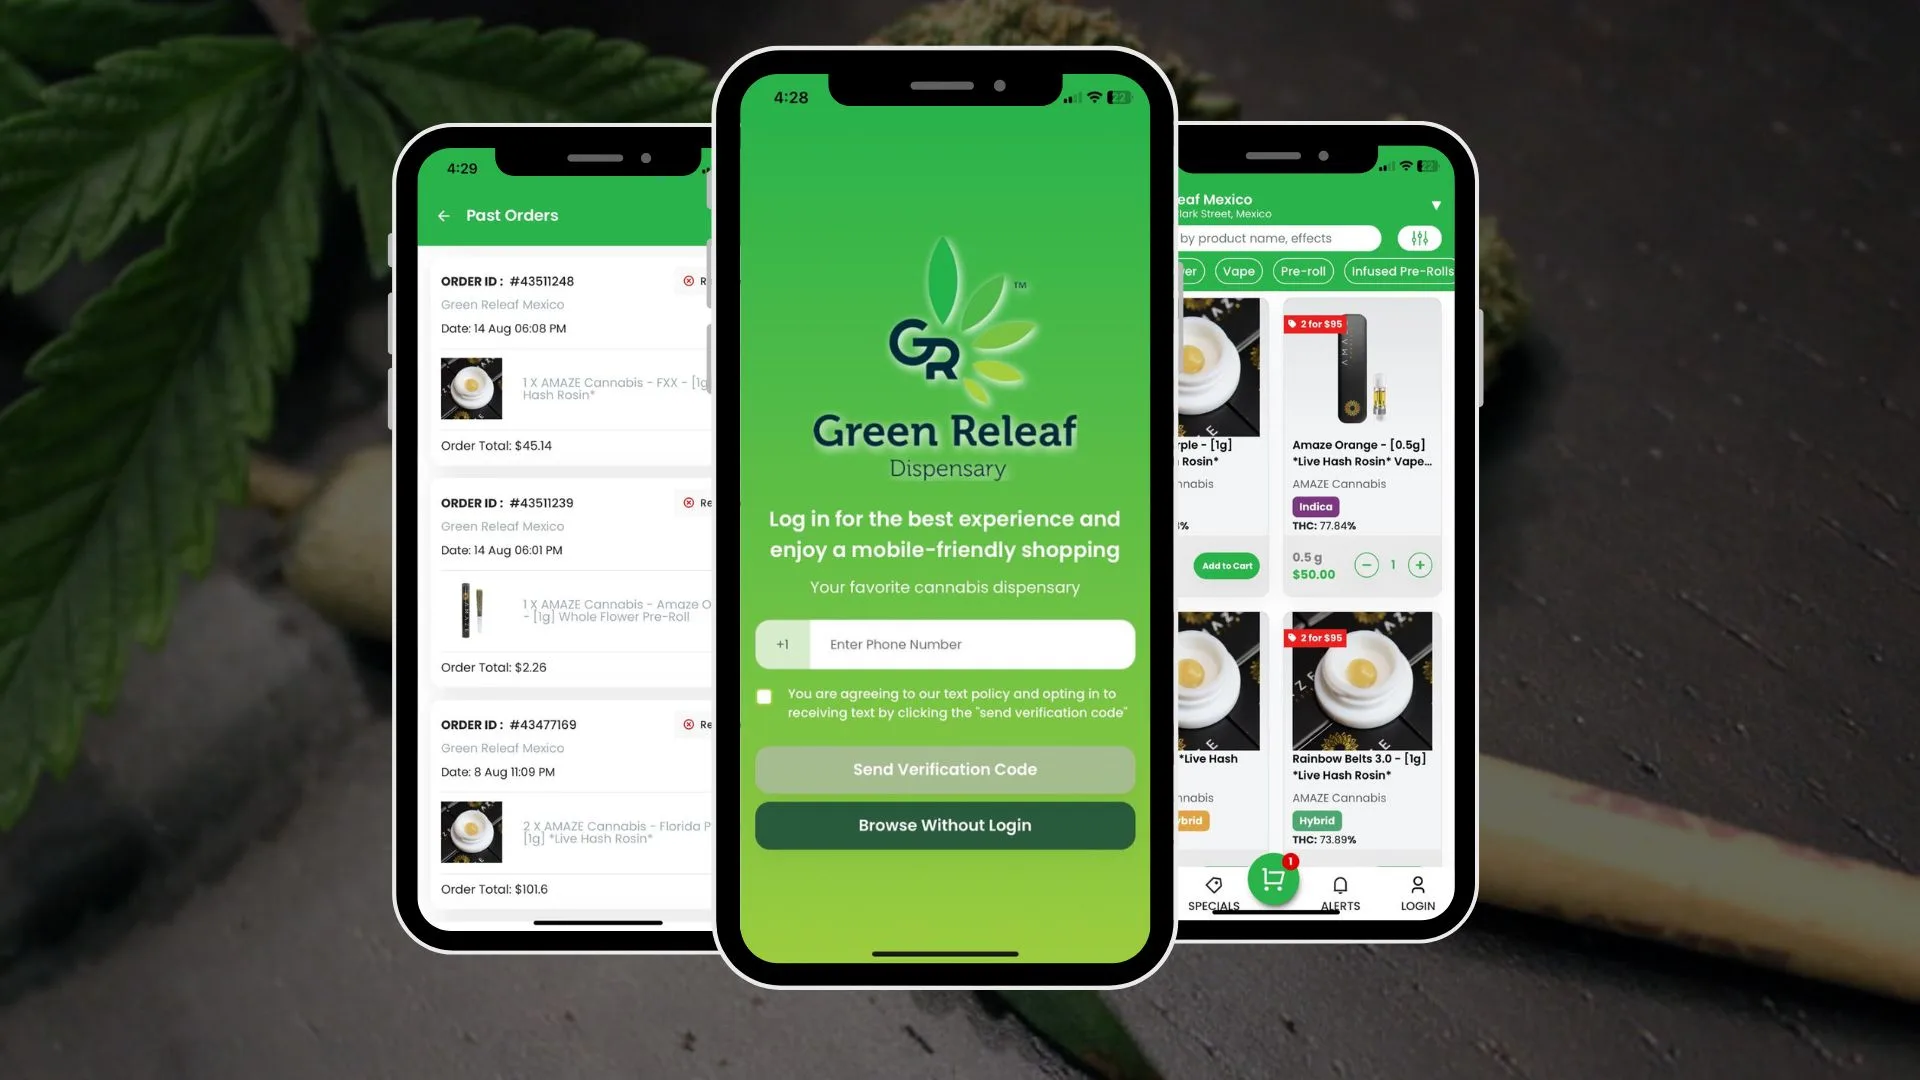 4:29
Past Orders
ORDER ID : #43511248
R
Green Releaf Mexico
Date: 14 Aug 06:08 PM
1 X AMAZE Cannabis - FXX - [1g
Hash Rosin*
Order Total: $45.14
ORDER ID : #43511239
Re
Green Releaf Mexico
Date: 14 Aug 06:01 PM
1 X AMAZE Cannabis - Amaze O
- [1g] Whole Flower Pre-Roll
Order Total: $2.26
ORDER ID : #43477169
Re
Green Releaf Mexico
Date: 8 Aug 11:09 PM
2 X AMAZE Cannabis - Florida P
[1g] *Live Hash Rosin*
Order Total: $101.6
4:28
22
TM
GR
Green Releaf
Dispensary
Log in for the best experience and
enjoy a mobile-friendly shopping
Your favorite cannabis dispensary
+1
Enter Phone Number
You are agreeing to our text policy and opting in to
receiving text by clicking the "send verification code"
Send Verification Code
Browse Without Login
22
eaf Mexico
lark Street, Mexico
by product name, effects
er
Vape
Pre-roll
Infused Pre-Rolls
rple - [1g]
Rosin*
nnabis
%
Add to Cart
2 for $95
AMAZE
Amaze Orange - [0.5g]
*Live Hash Rosin* Vape...
AMAZE Cannabis
Indica
THC: 77.84%
0.5 g
$50.00
1
*Live Hash
nnabis
brid
2 for $95
Rainbow Belts 3.0 - [1g]
*Live Hash Rosin*
AMAZE Cannabis
Hybrid
THC: 73.89%
1
SPECIALS
ALERTS
LOGIN